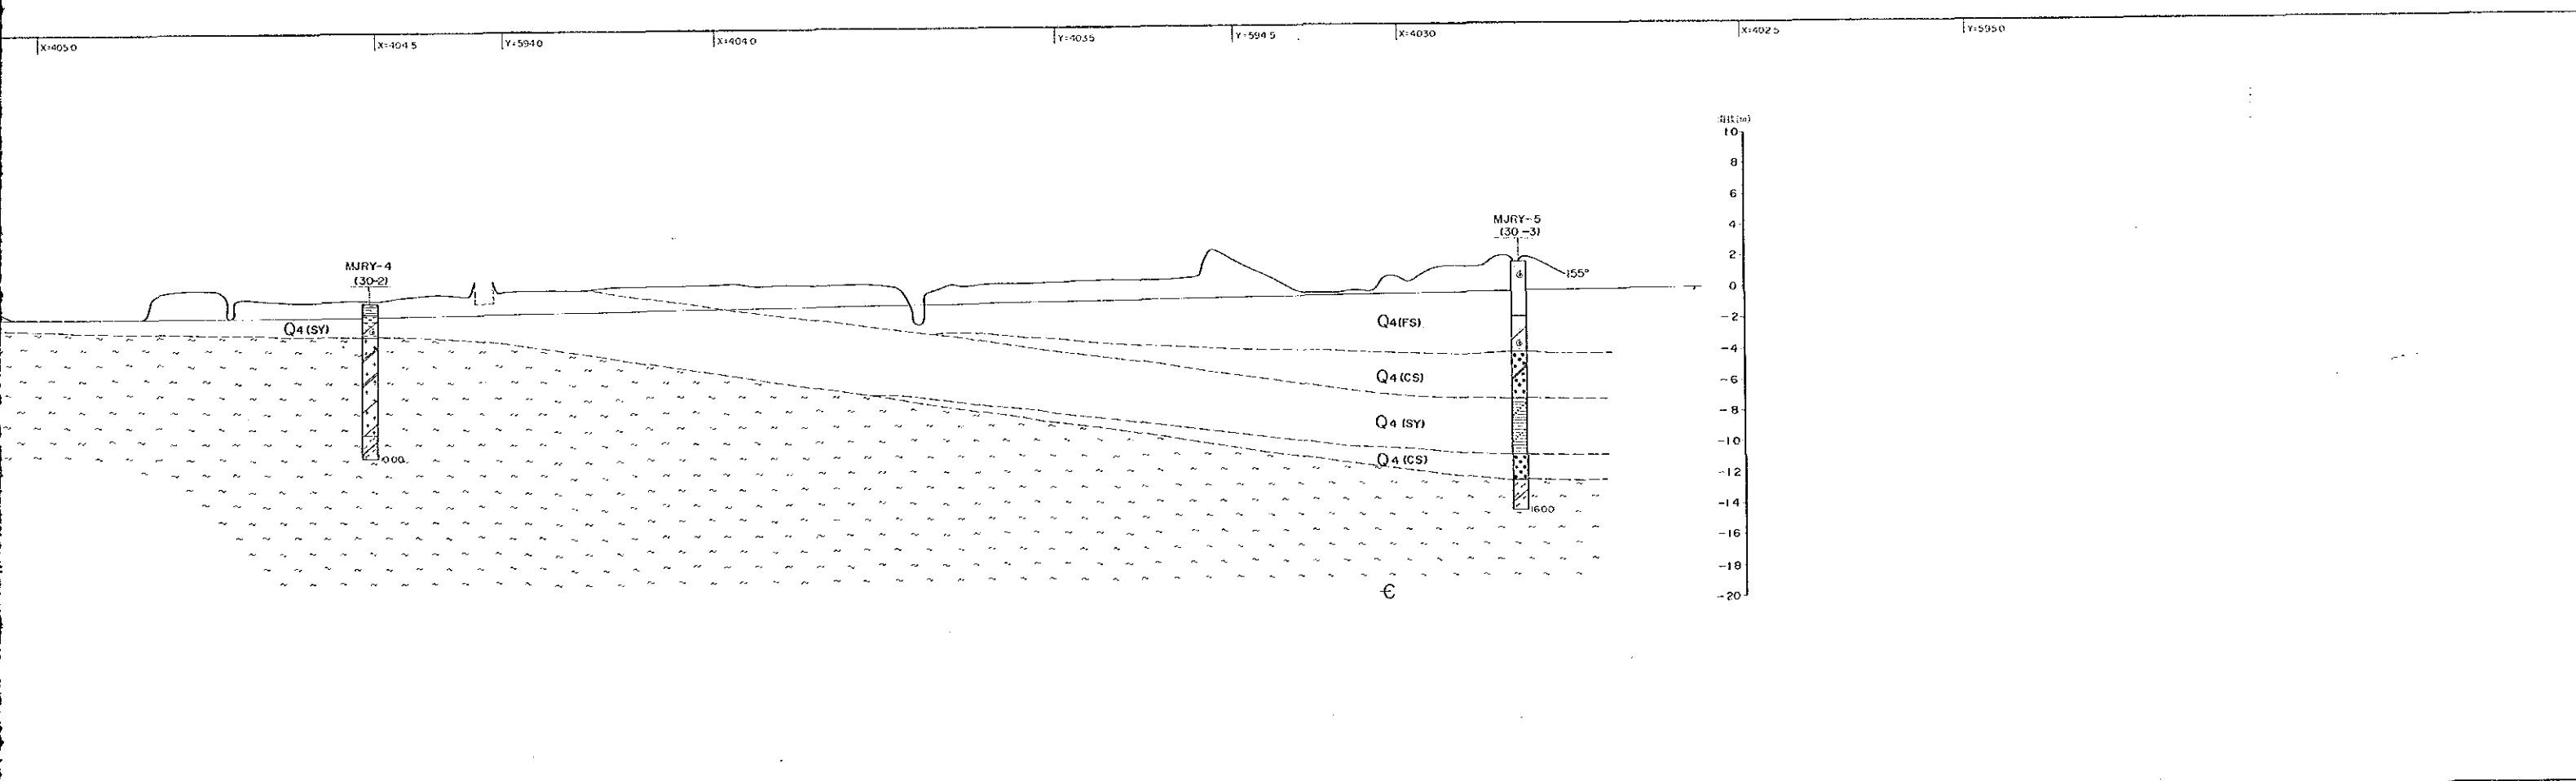 X=4050
X=4045
Y=5940
X=4040
Y=4035
Y=5945
X=4030
X=4025
Y=5950
10
8
6
4
2
0
-2
-4
-6
-8
-10
-12
-14
-16
-18
-20
MJRY-4
(30-2)
MJRY-5
(30-3)
155°
Q4(SY)
Q4(FS)
Q4(CS)
Q4(SY)
Q4(CS)
1600
€